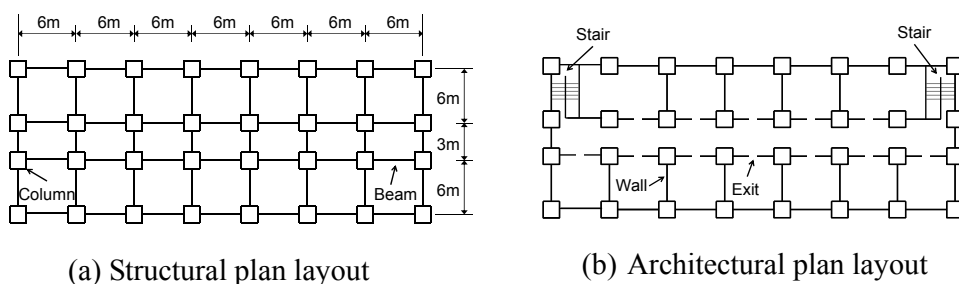 6m 6m 6m 6m 6m 6m 6m
6m
3m
6m
Column
Beam
(a) Structural plan layout
Stair
Stair
Wall
Exit
(b) Architectural plan layout